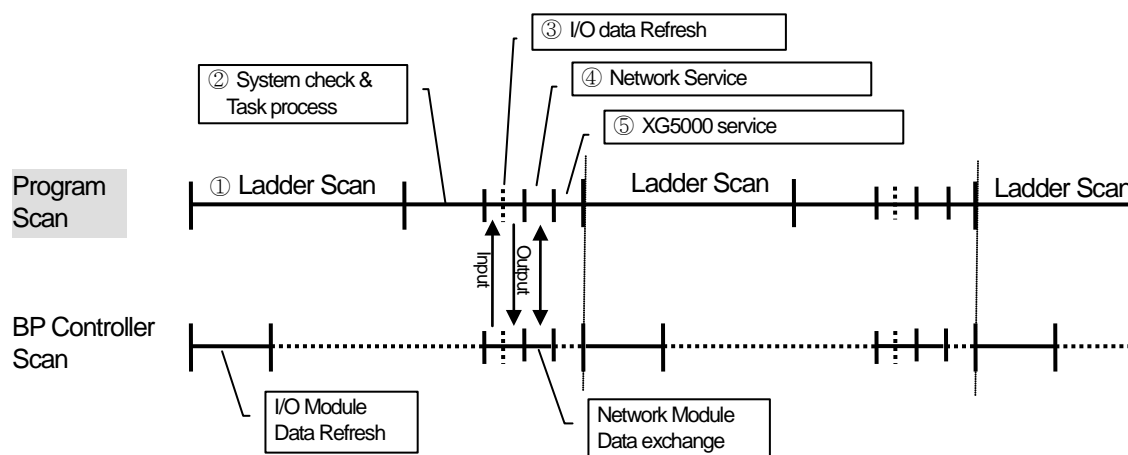 ③ I/O data Refresh
② System check &
Task process
④ Network Service
⑤ XG5000 service
Program
Scan
① Ladder Scan
Ladder Scan
Ladder Scan
Input
Output
BP Controller
Scan
I/O Module
Data Refresh
Network Module
Data exchange